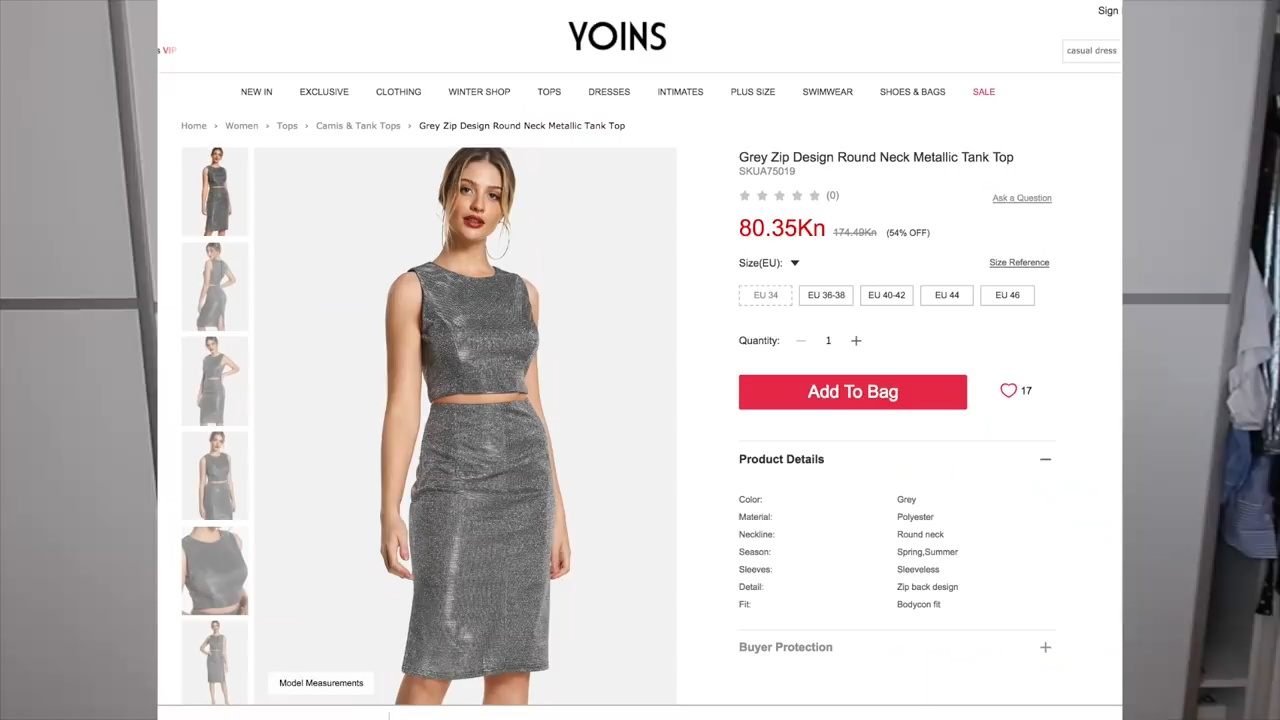 Sign
YOINS
s VIP
casual dress
NEW IN EXCLUSIVE CLOTHING WINTER SHOP TOPS DRESSES INTIMATES PLUS SIZE SWIMWEAR SHOES & BAGS SALE
Home › Women › Tops › Camis & Tank Tops › Grey Zip Design Round Neck Metallic Tank Top
Grey Zip Design Round Neck Metallic Tank Top
SKUA75019
(0)
Ask a Question
80.35Kn 174.49Kn (54% OFF)
Size(EU):
Size Reference
EU 34 EU 36-38 EU 40-42 EU 44 EU 46
Quantity: — 1 +
Add To Bag
17
Product Details —
Color: Grey
Material: Polyester
Neckline: Round neck
Season: Spring,Summer
Sleeves: Sleeveless
Detail: Zip back design
Fit: Bodycon fit
Buyer Protection +
Model Measurements